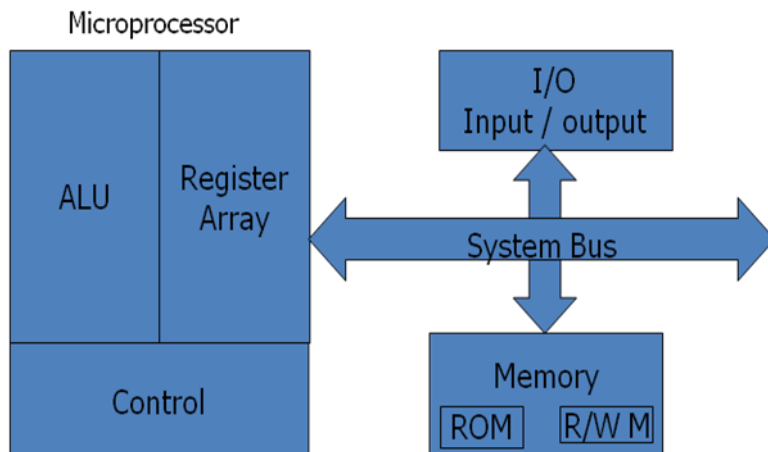 Microprocessor
ALU
Register
Array
Control
I/O
Input / output
System Bus
Memory
ROM
R/W M